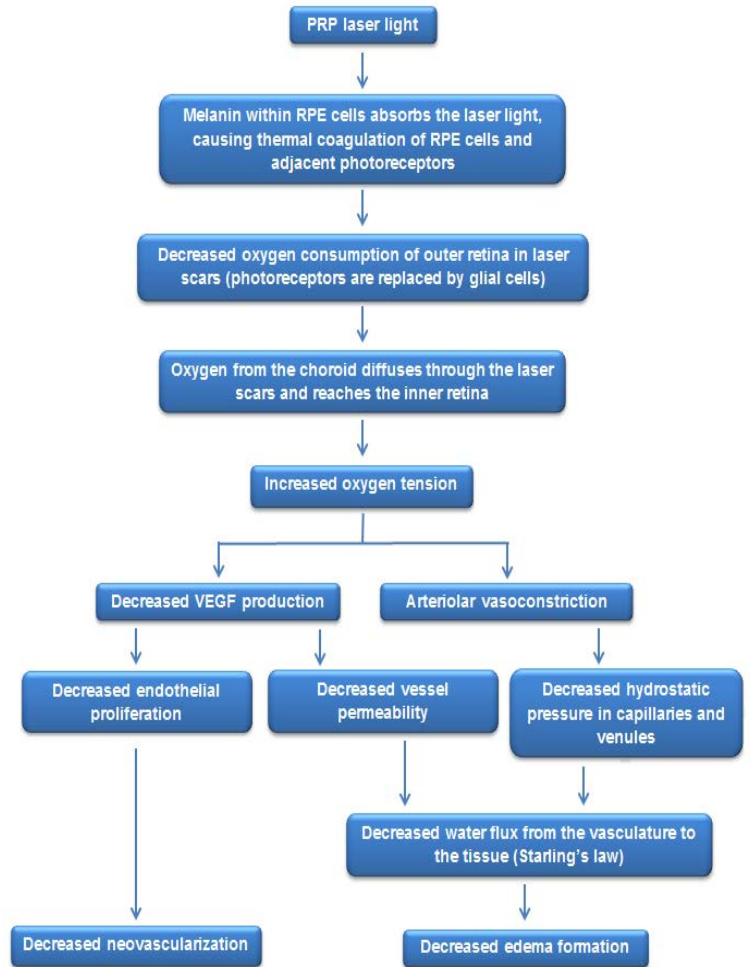 PRP laser light
Melanin within RPE cells absorbs the laser light,
causing thermal coagulation of RPE cells and
adjacent photoreceptors
Decreased oxygen consumption of outer retina in laser
scars (photoreceptors are replaced by glial cells)
Oxygen from the choroid diffuses through the laser
scars and reaches the inner retina
Increased oxygen tension
Decreased VEGF production
Arteriolar vasoconstriction
Decreased endothelial
proliferation
Decreased vessel
permeability
Decreased hydrostatic
pressure in capillaries and
venules
Decreased water flux from the vasculature to
the tissue (Starling's law)
Decreased neovascularization
Decreased edema formation